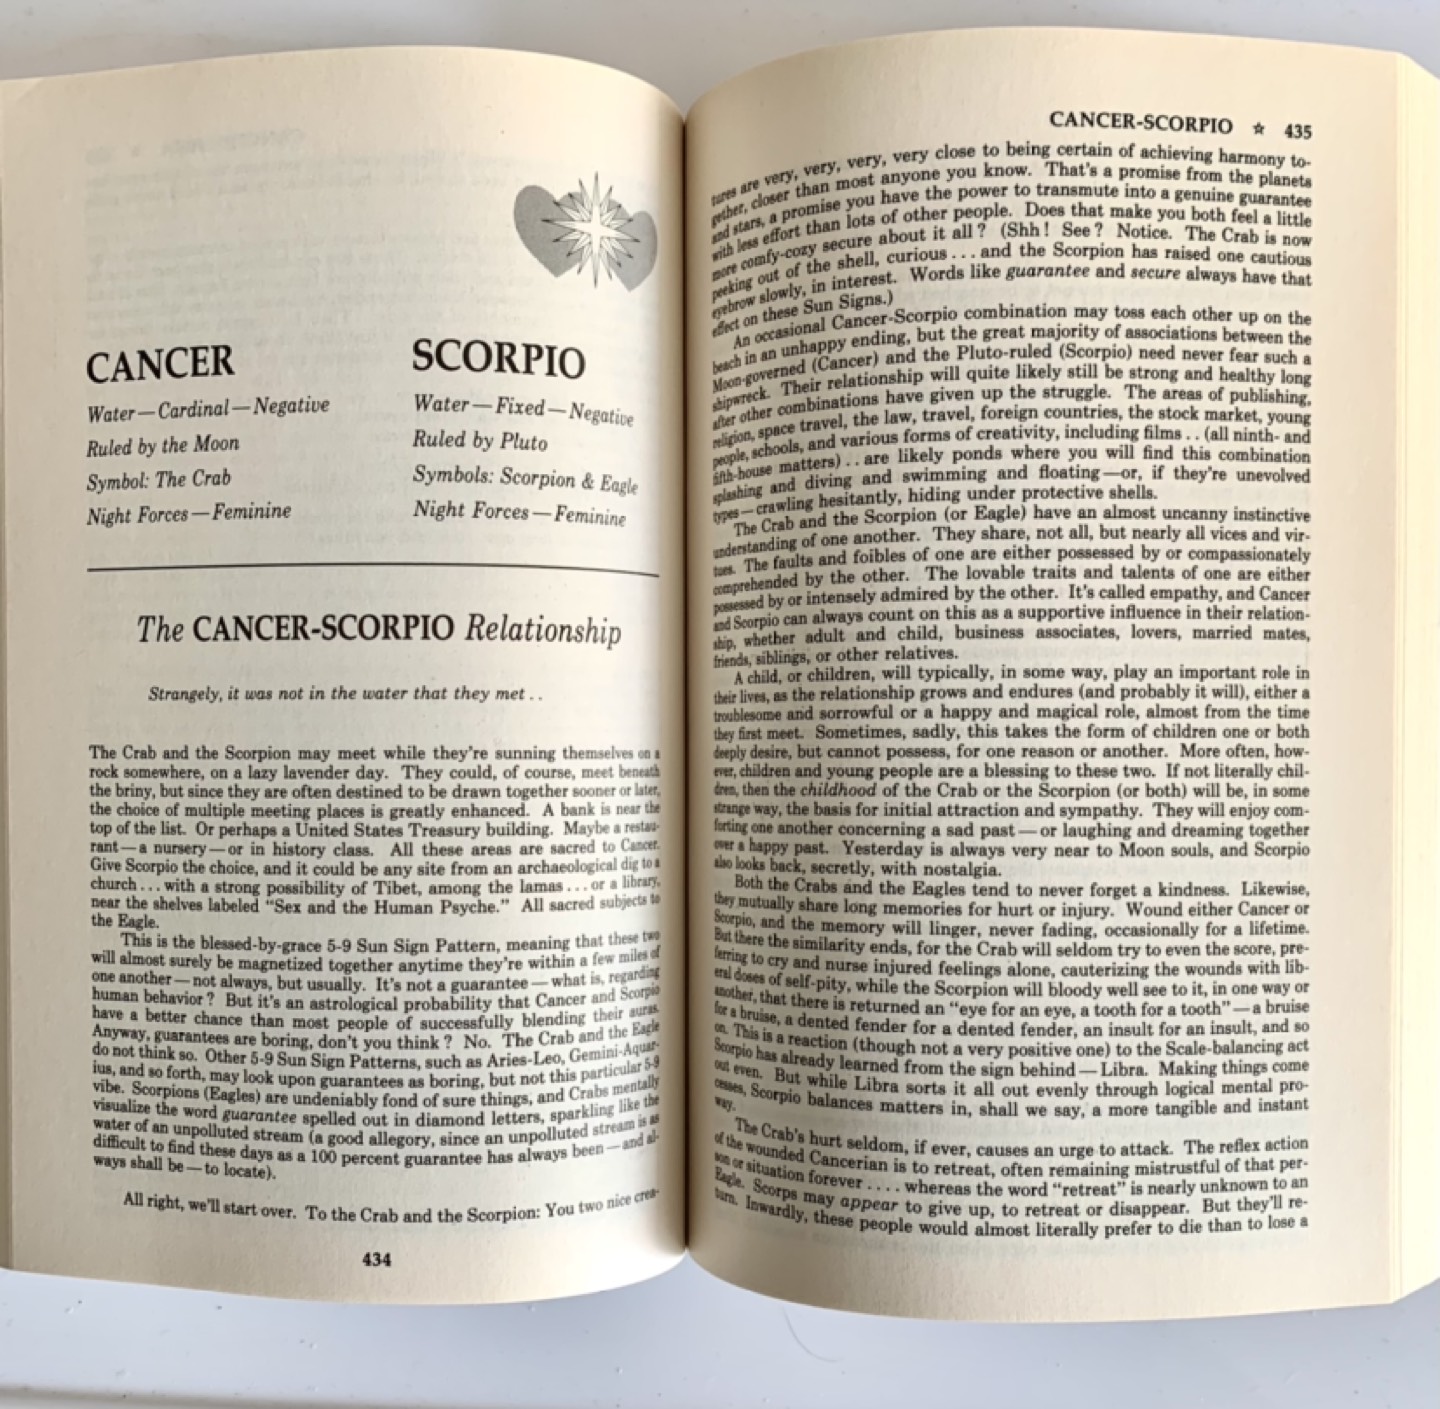 CANCER
Water—Cardinal—Negative
Ruled by the Moon
Symbol: The Crab
Night Forces—Feminine
SCORPIO
Water—Fixed—Negative
Ruled by Pluto
Symbols: Scorpion & Eagle
Night Forces—Feminine
The CANCER-SCORPIO Relationship
Strangely, it was not in the water that they met . .
The Crab and the Scorpion may meet while they're sunning themselves on a
rock somewhere, on a lazy lavender day. They could, of course, meet beneath
the briny, but since they are often destined to be drawn together sooner or later,
the choice of multiple meeting places is greatly enhanced. A bank is near the
top of the list. Or perhaps a United States Treasury building. Maybe a restau-
rant—a nursery—or in history class. All these areas are sacred to Cancer.
Give Scorpio the choice, and it could be any site from an archaeological dig to a
church . . . with a strong possibility of Tibet, among the lamas . . . or a library,
near the shelves labeled "Sex and the Human Psyche." All sacred subjects to
the Eagle.
This is the blessed-by-grace 5-9 Sun Sign Pattern, meaning that these two
will almost surely be magnetized together anytime they're within a few miles of
one another—not always, but usually. It's not a guarantee—what is, regarding
human behavior? But it's an astrological probability that Cancer and Scorpio
have a better chance than most people of successfully blending their auras.
Anyway, guarantees are boring, don't you think? No. The Crab and the Eagle
do not think so. Other 5-9 Sun Sign Patterns, such as Aries-Leo, Gemini-Aquar-
ius, and so forth, may look upon guarantees as boring, but not this particular 5-9
vibe. Scorpions (Eagles) are undeniably fond of sure things, and Crabs mentally
visualize the word guarantee spelled out in diamond letters, sparkling like the
water of an unpolluted stream (a good allegory, since an unpolluted stream is as
difficult to find these days as a 100 percent guarantee has always been—and al-
ways shall be—to locate).
All right, we'll start over. To the Crab and the Scorpion: You two nice crea-
434
CANCER-SCORPIO ☆ 435
tures are very, very, very, very close to being certain of achieving harmony to-
gether, closer than most anyone you know. That's a promise from the planets
and stars, a promise you have the power to transmute into a genuine guarantee
with less effort than lots of other people. Does that make you both feel a little
more comfy-cozy secure about it all? (Shh! See? Notice. The Crab is now
peeking out of the shell, curious . . . and the Scorpion has raised one cautious
eyebrow slowly, in interest. Words like guarantee and secure always have that
effect on these Sun Signs.)
An occasional Cancer-Scorpio combination may toss each other up on the
beach in an unhappy ending, but the great majority of associations between the
Moon-governed (Cancer) and the Pluto-ruled (Scorpio) need never fear such a
shipwreck. Their relationship will quite likely still be strong and healthy long
after other combinations have given up the struggle. The areas of publishing,
religion, space travel, the law, travel, foreign countries, the stock market, young
people, schools, and various forms of creativity, including films . . (all ninth- and
fifth-house matters) . . are likely ponds where you will find this combination
splashing and diving and swimming and floating—or, if they're unevolved
types—crawling hesitantly, hiding under protective shells.
The Crab and the Scorpion (or Eagle) have an almost uncanny instinctive
understanding of one another. They share, not all, but nearly all vices and vir-
tues. The faults and foibles of one are either possessed by or compassionately
comprehended by the other. The lovable traits and talents of one are either
possessed by or intensely admired by the other. It's called empathy, and Cancer
and Scorpio can always count on this as a supportive influence in their relation-
ship, whether adult and child, business associates, lovers, married mates,
friends, siblings, or other relatives.
A child, or children, will typically, in some way, play an important role in
their lives, as the relationship grows and endures (and probably it will), either a
troublesome and sorrowful or a happy and magical role, almost from the time
they first meet. Sometimes, sadly, this takes the form of children one or both
deeply desire, but cannot possess, for one reason or another. More often, how-
ever, children and young people are a blessing to these two. If not literally chil-
dren, then the childhood of the Crab or the Scorpion (or both) will be, in some
strange way, the basis for initial attraction and sympathy. They will enjoy com-
forting one another concerning a sad past—or laughing and dreaming together
over a happy past. Yesterday is always very near to Moon souls, and Scorpio
also looks back, secretly, with nostalgia.
Both the Crabs and the Eagles tend to never forget a kindness. Likewise,
they mutually share long memories for hurt or injury. Wound either Cancer or
Scorpio, and the memory will linger, never fading, occasionally for a lifetime.
But there the similarity ends, for the Crab will seldom try to even the score, pre-
ferring to cry and nurse injured feelings alone, cauterizing the wounds with lib-
eral doses of self-pity, while the Scorpion will bloody well see to it, in one way or
another, that there is returned an "eye for an eye, a tooth for a tooth"—a bruise
for a bruise, a dented fender for a dented fender, an insult for an insult, and so
on. This is a reaction (though not a very positive one) to the Scale-balancing act
Scorpio has already learned from the sign behind—Libra. Making things come
out even. But while Libra sorts it all out evenly through logical mental pro-
cesses, Scorpio balances matters in, shall we say, a more tangible and instant
way.
The Crab's hurt seldom, if ever, causes an urge to attack. The reflex action
of the wounded Cancerian is to retreat, often remaining mistrustful of that per-
son or situation forever . . . . whereas the word "retreat" is nearly unknown to an
Eagle. Scorps may appear to give up, to retreat or disappear. But they'll re-
turn. Inwardly, these people would almost literally prefer to die than to lose a